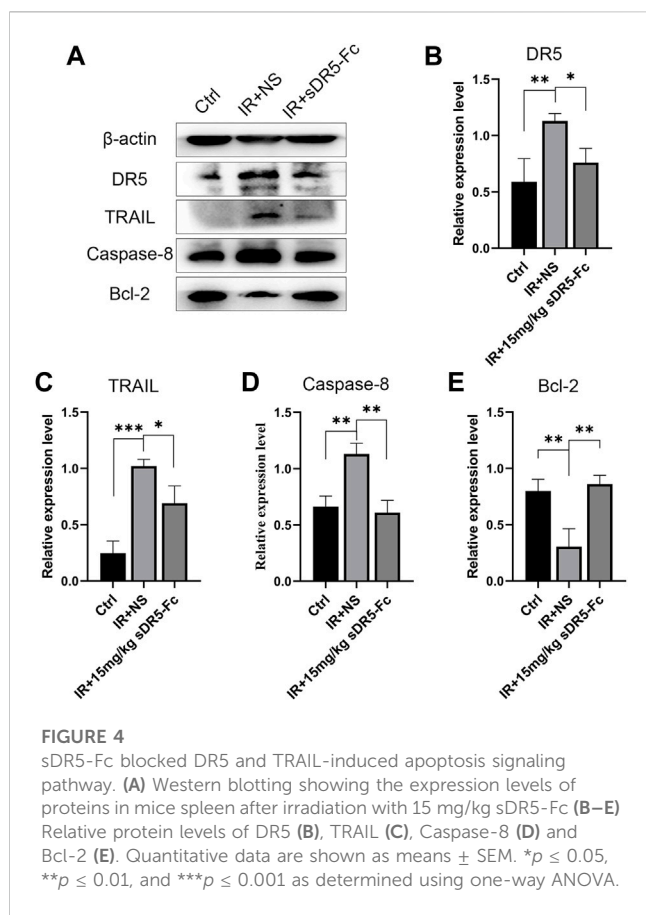 A
Ctrl
IR+NS
IR+sDR5-Fc
β-actin
DR5
TRAIL
Caspase-8
Bcl-2
B
DR5
Relative expression level
1.5
1.0
0.5
0.0
**
*
Ctrl
IR+NS
IR+15mg/kg sDR5-Fc
C
TRAIL
Relative expression level
1.5
1.0
0.5
0.0
***
*
Ctrl
IR+NS
IR+15mg/kg sDR5-Fc
D
Caspase-8
Relative expression level
1.5
1.0
0.5
0.0
**
**
Ctrl
IR+NS
IR+15mg/kg sDR5-Fc
E
Bcl-2
Relative expression level
1.5
1.0
0.5
0.0
**
**
Ctrl
IR+NS
IR+15mg/kg sDR5-Fc
FIGURE 4
sDR5-Fc blocked DR5 and TRAIL-induced apoptosis signaling
pathway. (A) Western blotting showing the expression levels of
proteins in mice spleen after irradiation with 15 mg/kg sDR5-Fc (B–E)
Relative protein levels of DR5 (B), TRAIL (C), Caspase-8 (D) and
Bcl-2 (E). Quantitative data are shown as means ± SEM. *p ≤ 0.05,
**p ≤ 0.01, and ***p ≤ 0.001 as determined using one-way ANOVA.